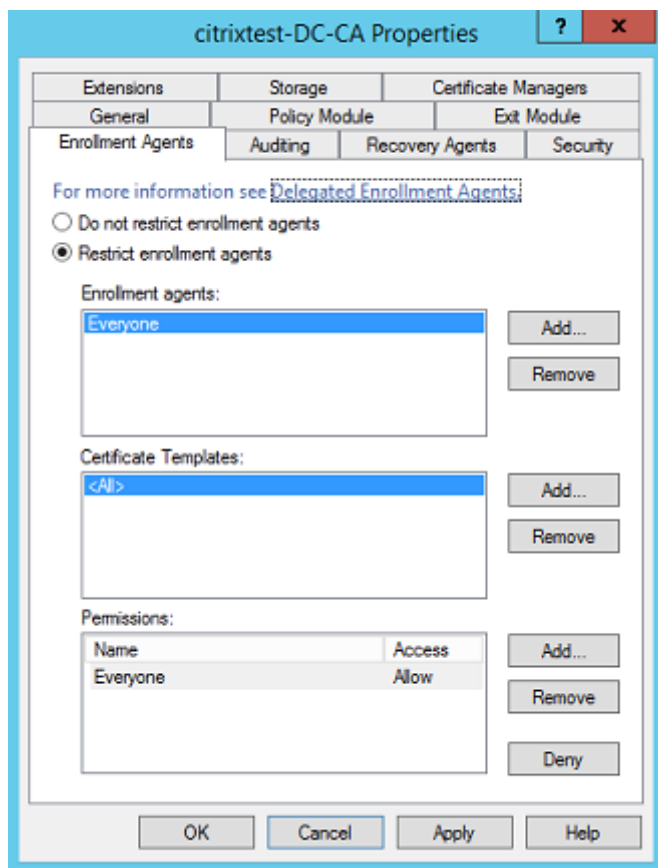 citrixtest-DC-CA Properties
? x
Extensions Storage Certificate Managers
General Policy Module Exit Module
Enrollment Agents Auditing Recovery Agents Security
For more information see Delegated Enrollment Agents.
Do not restrict enrollment agents
Restrict enrollment agents
Enrollment agents:
Everyone
Add...
Remove
Certificate Templates:
<All>
Add...
Remove
Permissions:
Name Access
Everyone Allow
Add...
Remove
Deny
OK Cancel Apply Help